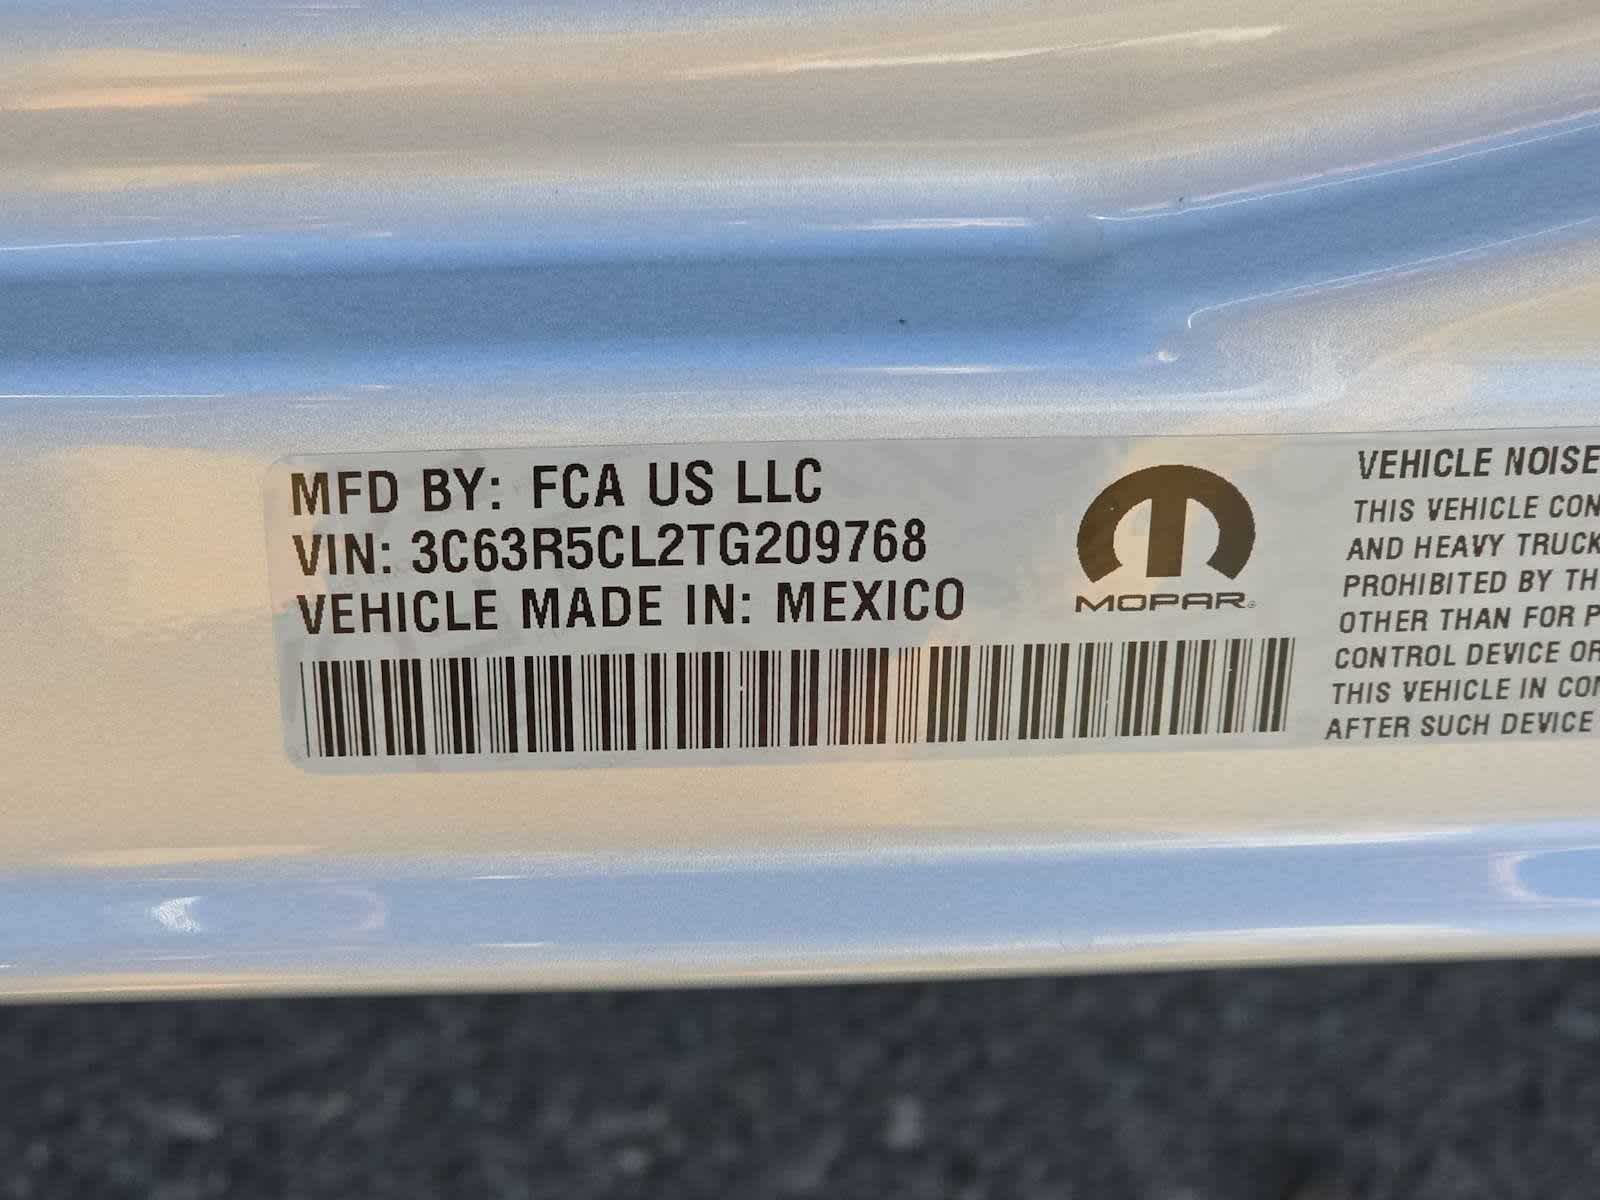 MFD BY: FCA US LLC
VIN: 3C63R5CL2TG209768
VEHICLE MADE IN: MEXICO
MOPAR®
VEHICLE NOISE
THIS VEHICLE CON
AND HEAVY TRUCK
PROHIBITED BY TH
OTHER THAN FOR P
CONTROL DEVICE OR
THIS VEHICLE IN CON
AFTER SUCH DEVICE